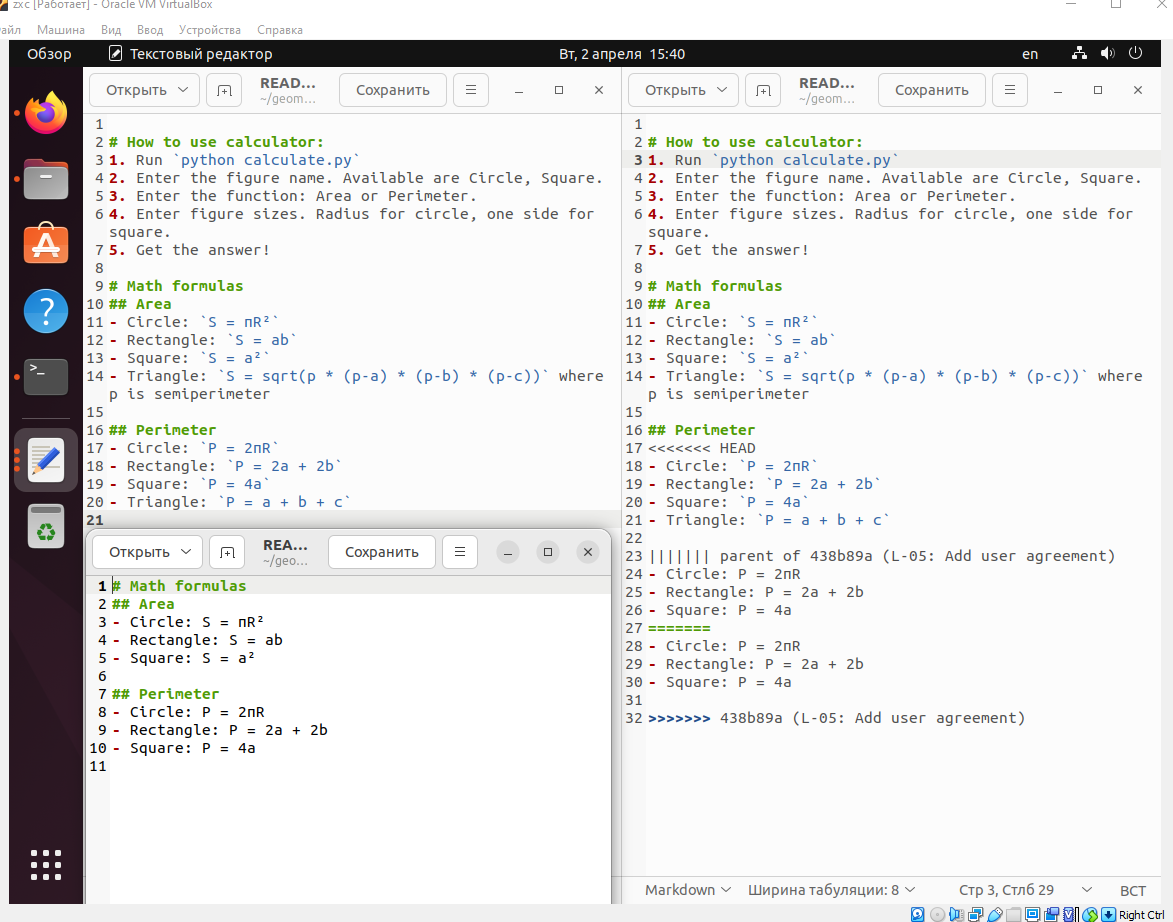 zxc [Работает] - Oracle VM VirtualBox
айл Машина Вид Ввод Устройства Справка
Обзор Текстовый редактор Вт, 2 апреля 15:40 en
Открыть READ... ~/geom... Сохранить
1
2 # How to use calculator:
3 1. Run `python calculate.py`
4 2. Enter the figure name. Available are Circle, Square.
5 3. Enter the function: Area or Perimeter.
6 4. Enter figure sizes. Radius for circle, one side for
square.
7 5. Get the answer!
8
9 # Math formulas
10 ## Area
11 - Circle: `S = πR²`
12 - Rectangle: `S = ab`
13 - Square: `S = a²`
14 - Triangle: `S = sqrt(p * (p-a) * (p-b) * (p-c))` where
p is semiperimeter
15
16 ## Perimeter
17 - Circle: `P = 2πR`
18 - Rectangle: `P = 2a + 2b`
19 - Square: `P = 4a`
20 - Triangle: `P = a + b + c`
21
Открыть REA... ~/geo... Сохранить
1 # Math formulas
2 ## Area
3 - Circle: S = πR²
4 - Rectangle: S = ab
5 - Square: S = a²
6
7 ## Perimeter
8 - Circle: P = 2πR
9 - Rectangle: P = 2a + 2b
10 - Square: P = 4a
11
Открыть READ... ~/geom... Сохранить
1
2 # How to use calculator:
3 1. Run `python calculate.py`
4 2. Enter the figure name. Available are Circle, Square.
5 3. Enter the function: Area or Perimeter.
6 4. Enter figure sizes. Radius for circle, one side for
square.
7 5. Get the answer!
8
9 # Math formulas
10 ## Area
11 - Circle: `S = πR²`
12 - Rectangle: `S = ab`
13 - Square: `S = a²`
14 - Triangle: `S = sqrt(p * (p-a) * (p-b) * (p-c))` where
p is semiperimeter
15
16 ## Perimeter
17 <<<<<<< HEAD
18 - Circle: `P = 2πR`
19 - Rectangle: `P = 2a + 2b`
20 - Square: `P = 4a`
21 - Triangle: `P = a + b + c`
22
23 ||||||| parent of 438b89a (L-05: Add user agreement)
24 - Circle: P = 2πR
25 - Rectangle: P = 2a + 2b
26 - Square: P = 4a
27 =======
28 - Circle: P = 2πR
29 - Rectangle: P = 2a + 2b
30 - Square: P = 4a
31
32 >>>>>>> 438b89a (L-05: Add user agreement)
Markdown Ширина табуляции: 8 Стр 3, Стлб 29 ВСТ
Right Ctrl